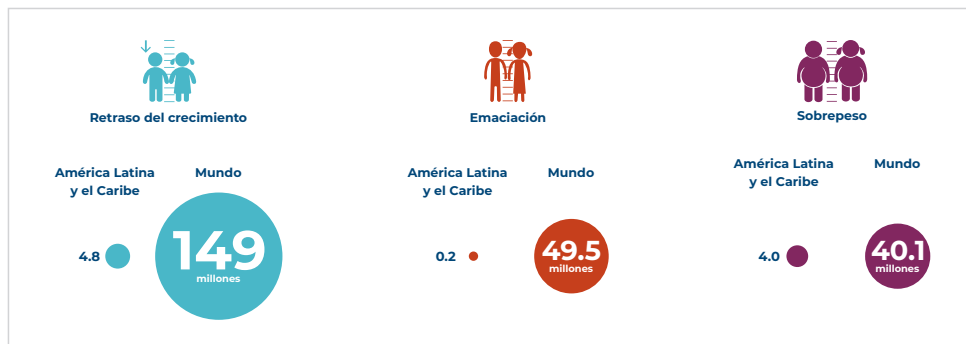 Retraso del crecimiento
América Latina
y el Caribe
Mundo
4.8
149
millones
Emaciación
América Latina
y el Caribe
Mundo
0.2
49.5
millones
Sobrepeso
América Latina
y el Caribe
Mundo
4.0
40.1
millones